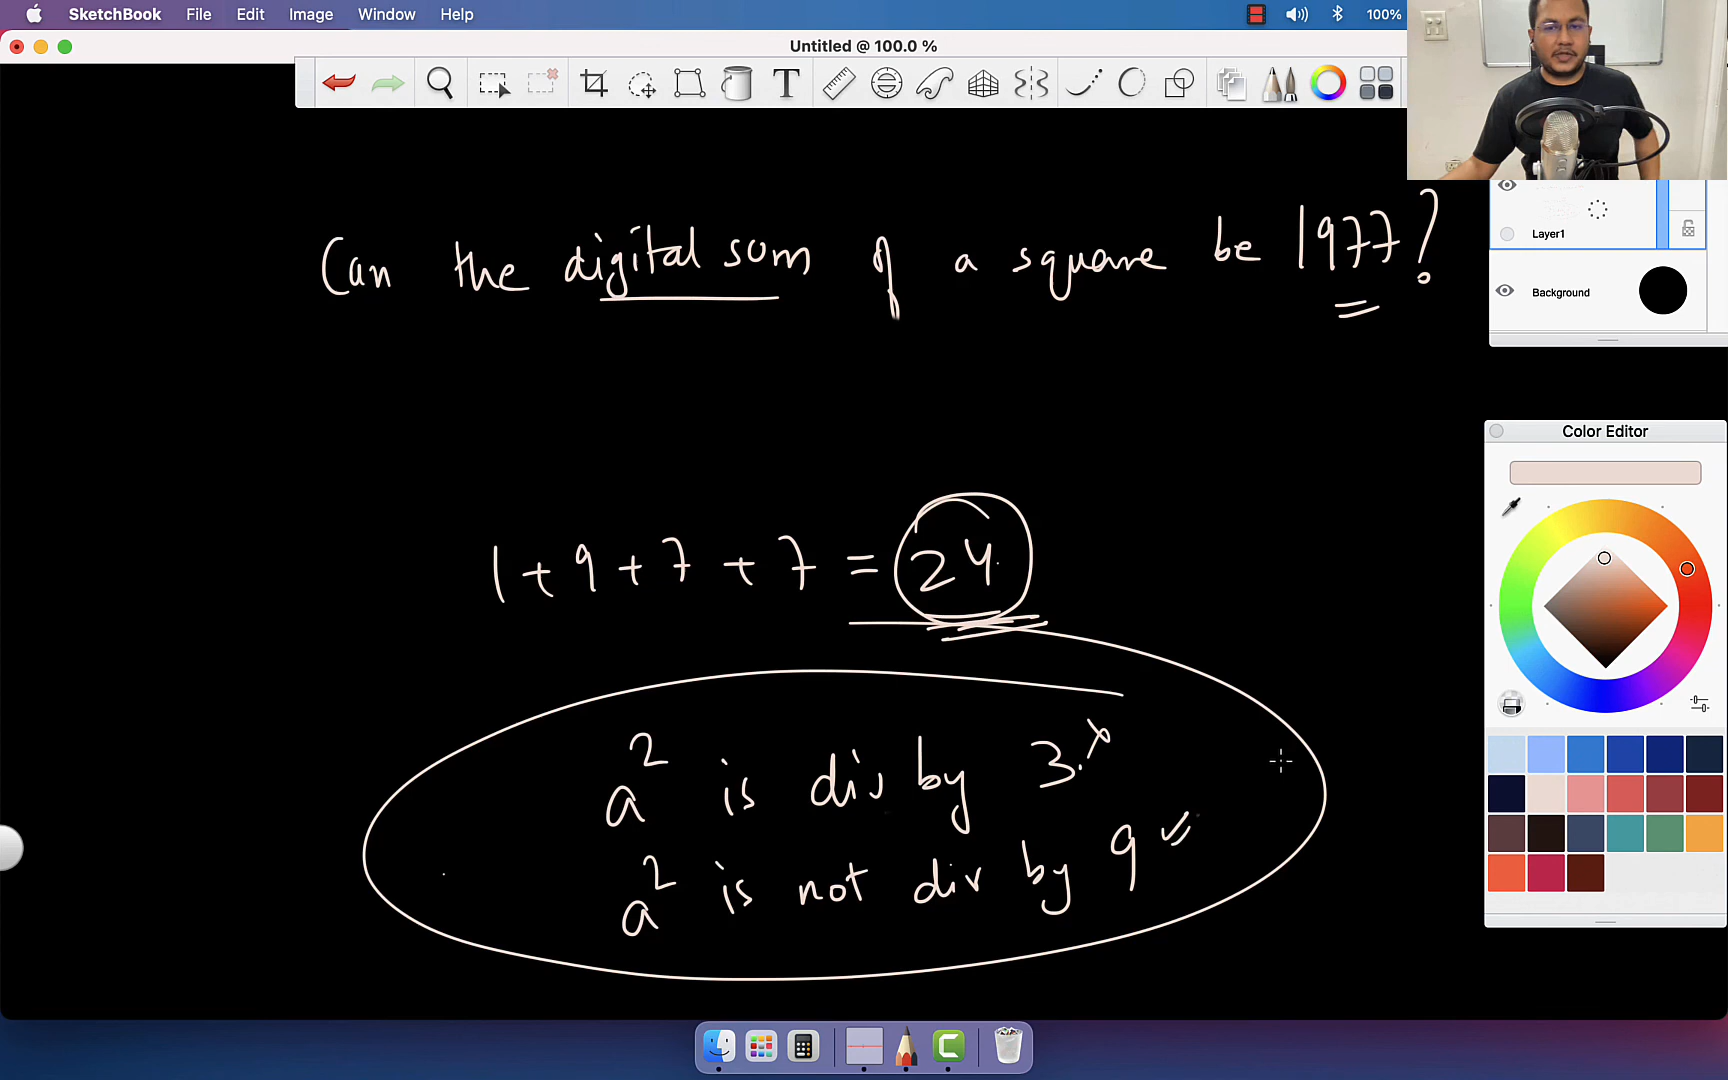 SketchBook File Edit Image Window Help 100%
Untitled @ 100.0 %
T
Can the digital sum of a square be 1977?
Layer1
Background
Color Editor
1 + 9 + 7 + 7 = 24
a² is div by 3.
a² is not div by 9